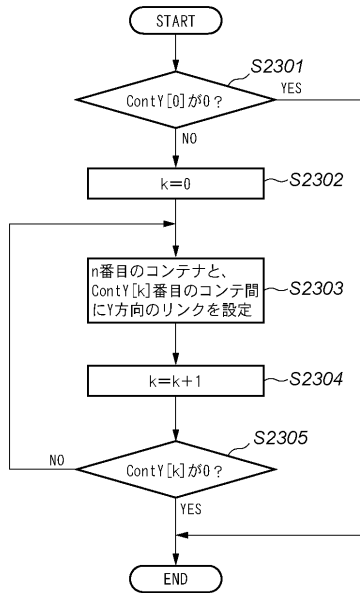 START
S2301
ContY[0]が0？
YES
NO
k=0
S2302
n番目のコンテナと、
ContY[k]番目のコンテ間
にY方向のリンクを設定
S2303
k=k+1
S2304
S2305
NO
ContY[k]が0？
YES
END